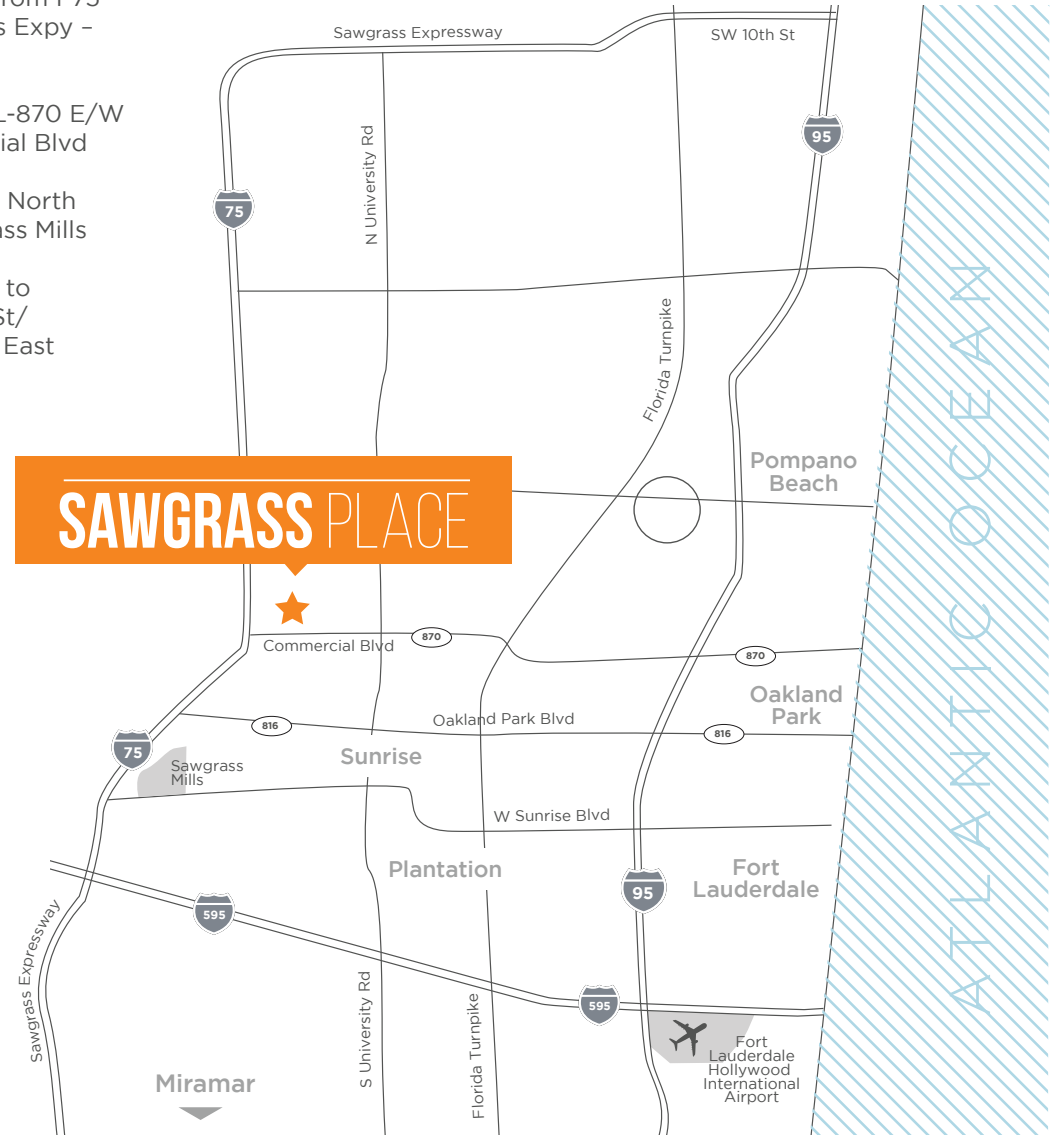 rom I-75
s Expy –
L-870 E/W
ial Blvd
North
ass Mills
to
St/
East
Sawgrass Expressway
SW 10th St
95
N University Rd
75
Florida Turnpike
Pompano
Beach
SAWGRASS PLACE
Commercial Blvd
870
870
Oakland
Park
816
Oakland Park Blvd
816
75
Sawgrass
Mills
Sunrise
W Sunrise Blvd
Plantation
Fort
Lauderdale
95
595
Sawgrass Expressway
S University Rd
Florida Turnpike
595
Fort
Lauderdale
Hollywood
International
Airport
Miramar
ATLANTIC OCEAN